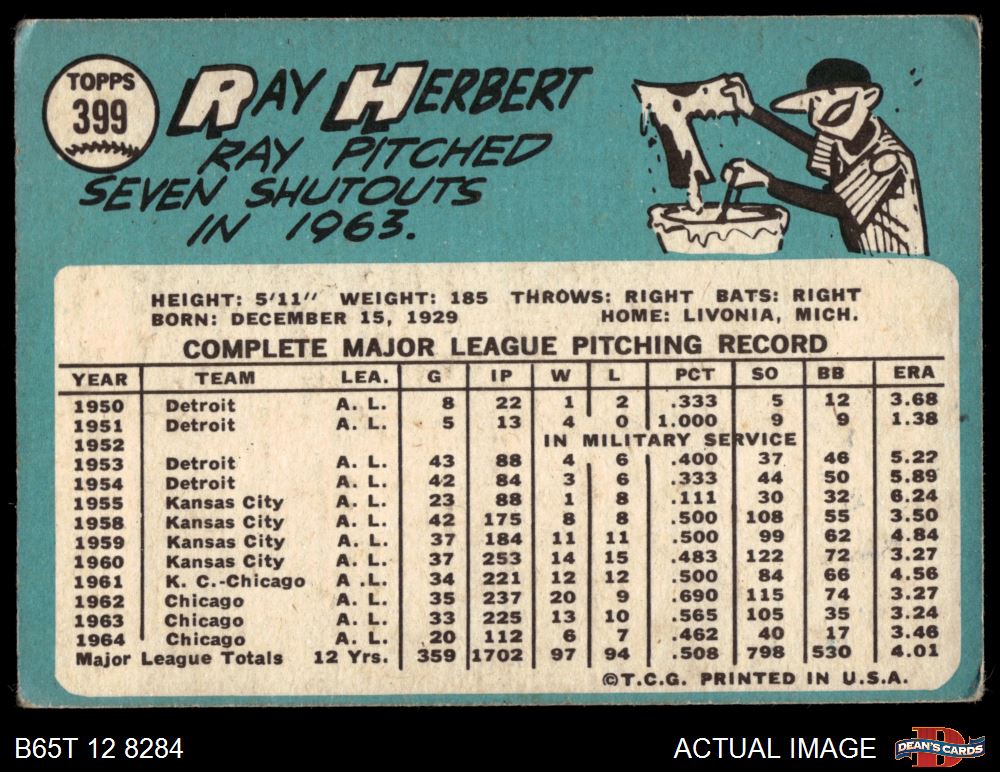 TOPPS
399
RAY HERBERT
RAY PITCHED
SEVEN SHUTOUTS
IN 1963.
HEIGHT: 5'11" WEIGHT: 185 THROWS: RIGHT BATS: RIGHT
BORN: DECEMBER 15, 1929 HOME: LIVONIA, MICH.
COMPLETE MAJOR LEAGUE PITCHING RECORD
YEAR TEAM LEA. G IP W L PCT SO BB ERA
1950 Detroit A. L. 8 22 1 2 .333 5 12 3.68
1951 Detroit A. L. 5 13 4 0 1.000 9 9 1.38
1952 IN MILITARY SERVICE
1953 Detroit A. L. 43 88 4 6 .400 37 46 5.22
1954 Detroit A. L. 42 84 3 6 .333 44 50 5.89
1955 Kansas City A. L. 23 88 1 8 .111 30 32 6.24
1958 Kansas City A. L. 42 175 8 8 .500 108 55 3.50
1959 Kansas City A. L. 37 184 11 11 .500 99 62 4.84
1960 Kansas City A. L. 37 253 14 15 .483 122 72 3.27
1961 K. C.-Chicago A .L. 34 221 12 12 .500 84 66 4.56
1962 Chicago A. L. 35 237 20 9 .690 115 74 3.27
1963 Chicago A. L. 33 225 13 10 .565 105 35 3.24
1964 Chicago A. L. 20 112 6 7 .462 40 17 3.46
Major League Totals 12 Yrs. 359 1702 97 94 .508 798 530 4.01
©T.C.G. PRINTED IN U.S.A.
B65T 12 8284 ACTUAL IMAGE
D
DEAN'S CARDS